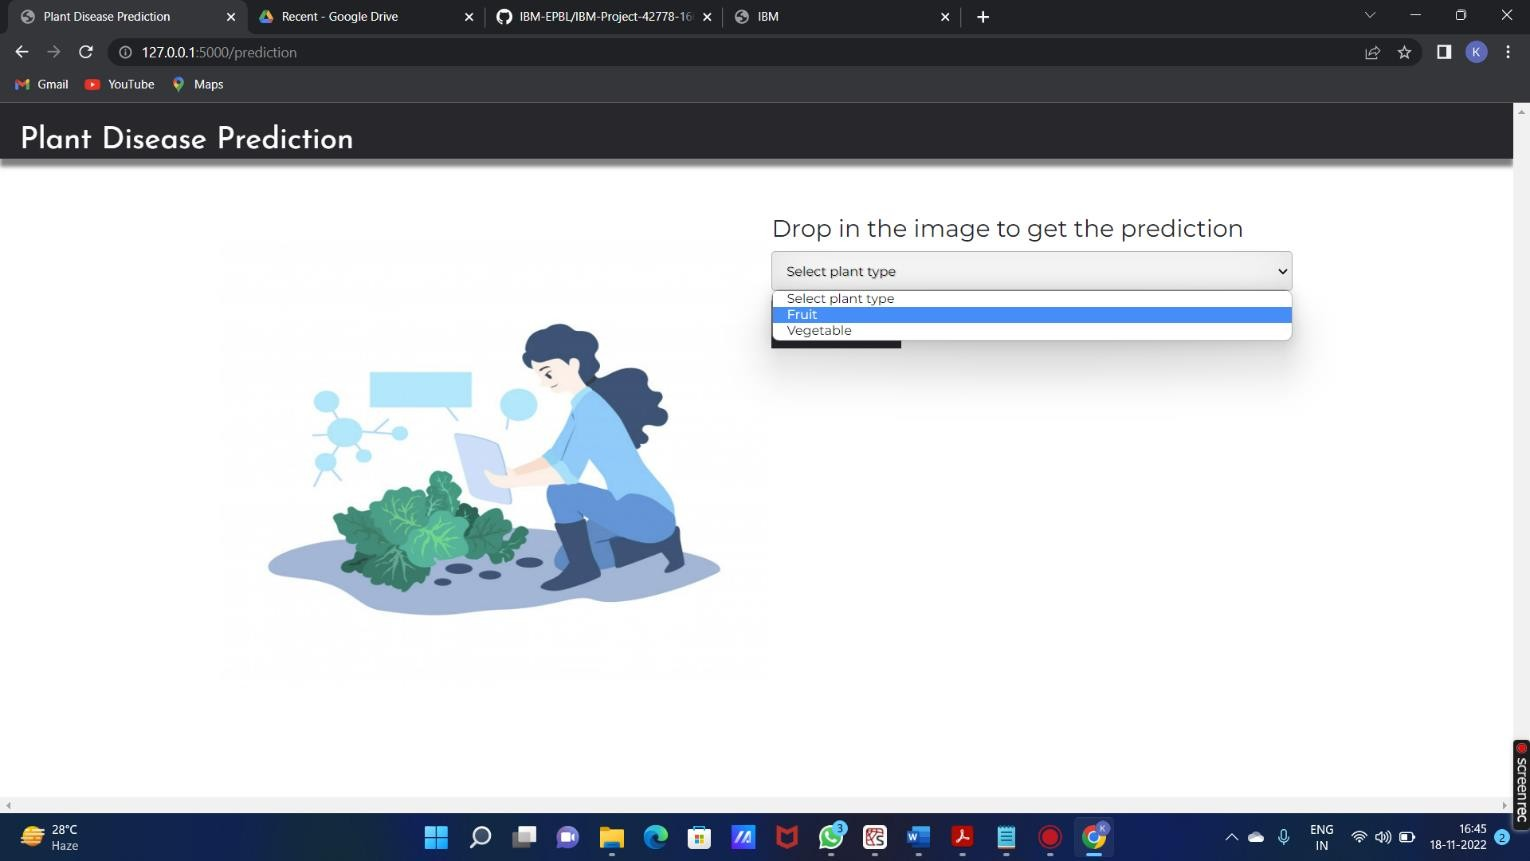 Plant Disease Prediction
Recent - Google Drive
IBM-EPBL/IBM-Project-42778-16
IBM
127.0.0.1:5000/prediction
K
Gmail
YouTube
Maps
Plant Disease Prediction
Drop in the image to get the prediction
Select plant type
Select plant type
Fruit
Vegetable
screenrec
28°C
Haze
3
K
ENG
IN
16:45
18-11-2022
2